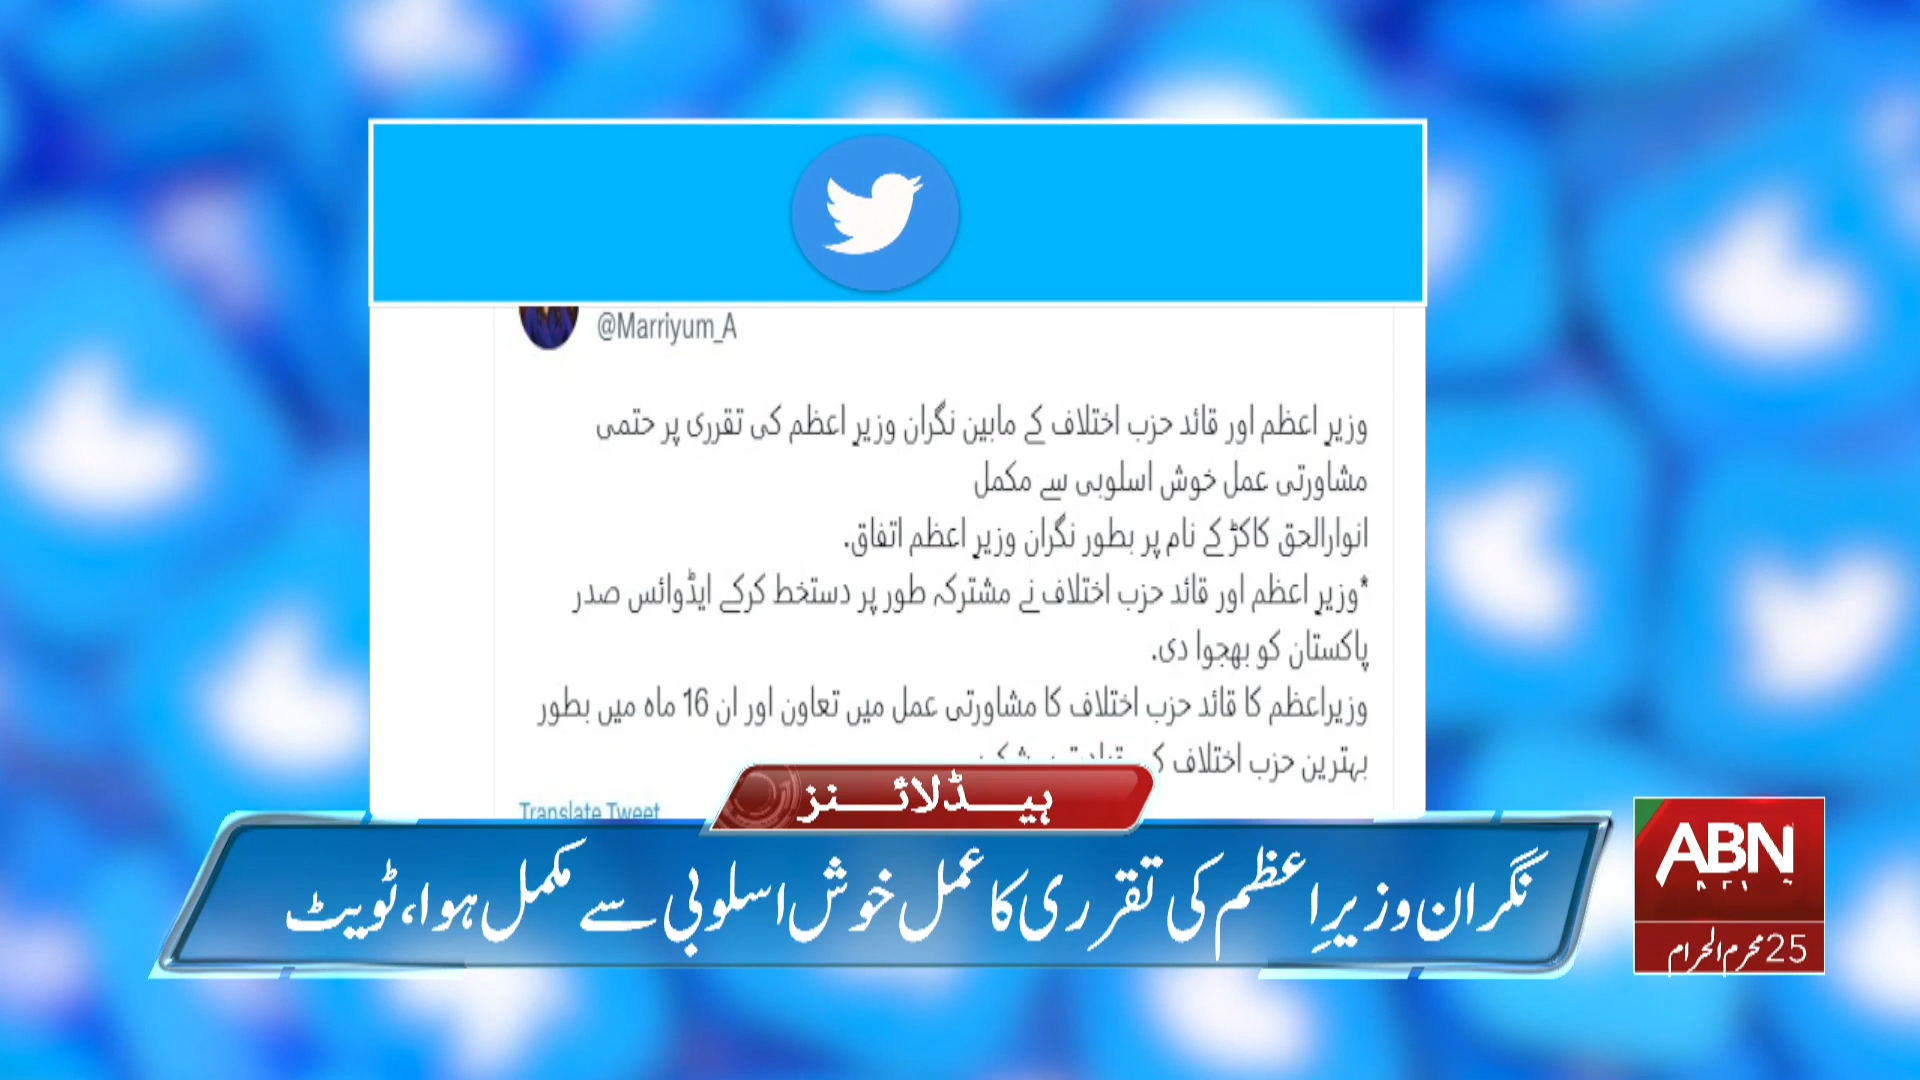 @Marriyum_A
وزیرِ اعظم اور قائد حزب اختلاف کے مابین نگران وزیرِ اعظم کی تقرری پر حتمی
مشاورتی عمل خوش اسلوبی سے مکمل
انوارالحق کاکڑ کے نام پر بطور نگران وزیرِ اعظم اتفاق.
*وزیرِ اعظم اور قائد حزب اختلاف نے مشترکہ طور پر دستخط کرکے ایڈوائس صدر
پاکستان کو بھجوا دی.
وزیراعظم کا قائد حزب اختلاف کا مشاورتی عمل میں تعاون اور ان 16 ماہ میں بطور
بہترین حزب اختلاف
Translate Tweet
ہیڈلائنز
نگران وزیرِاعظم کی تقرری کا عمل خوش اسلوبی سے مکمل ہوا، ٹویٹ
ABN
25 محرم الحرام